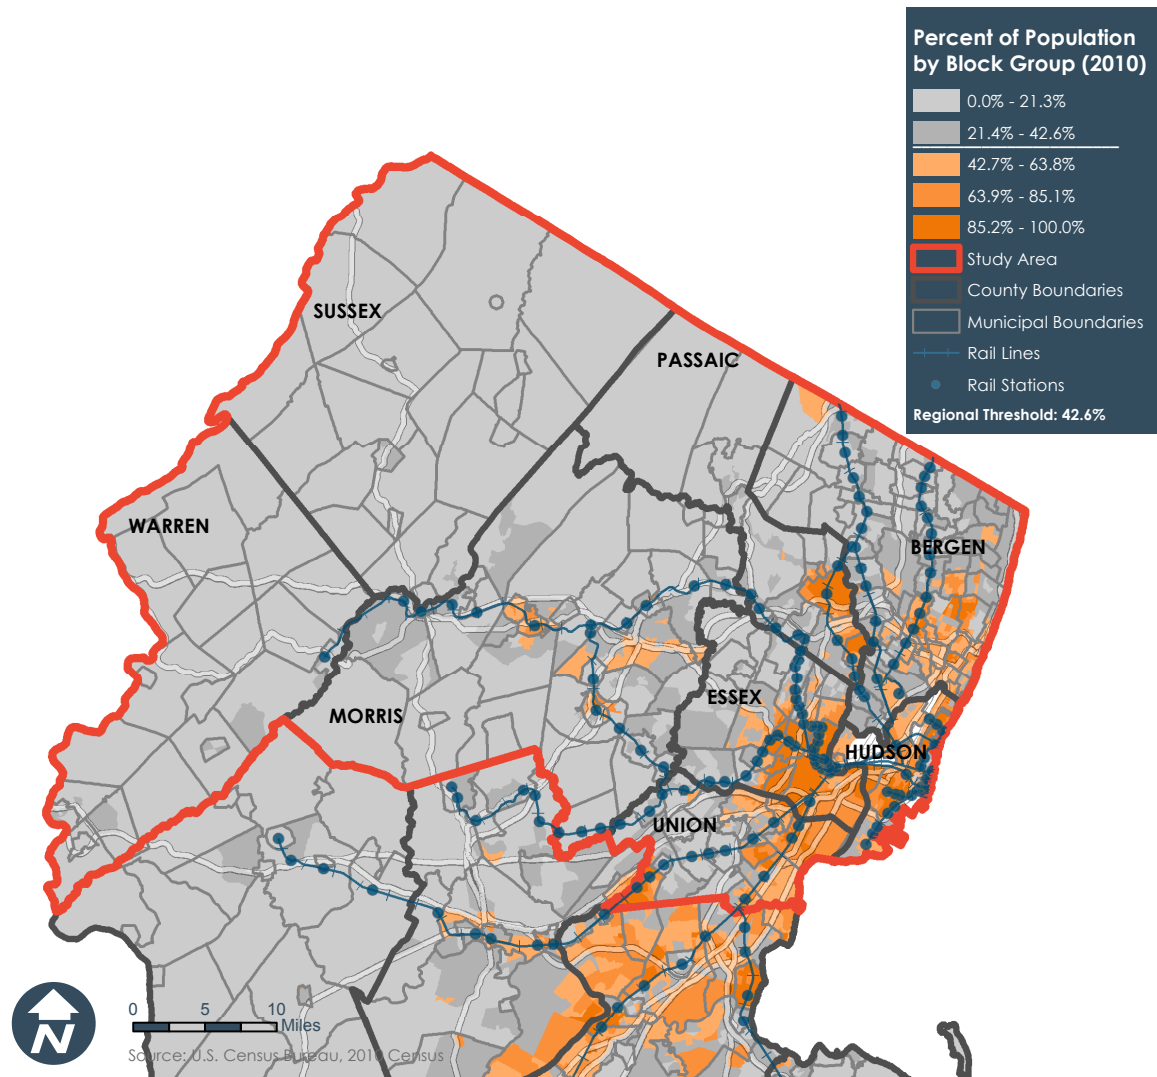 Percent of Population
by Block Group (2010)
0.0% - 21.3%
21.4% - 42.6%
42.7% - 63.8%
63.9% - 85.1%
85.2% - 100.0%
Study Area
County Boundaries
Municipal Boundaries
Rail Lines
Rail Stations
Regional Threshold: 42.6%
SUSSEX
PASSAIC
WARREN
BERGEN
ESSEX
MORRIS
HUDSON
UNION
N
0 5 10
Miles
Source: U.S. Census Bureau, 2010 Census